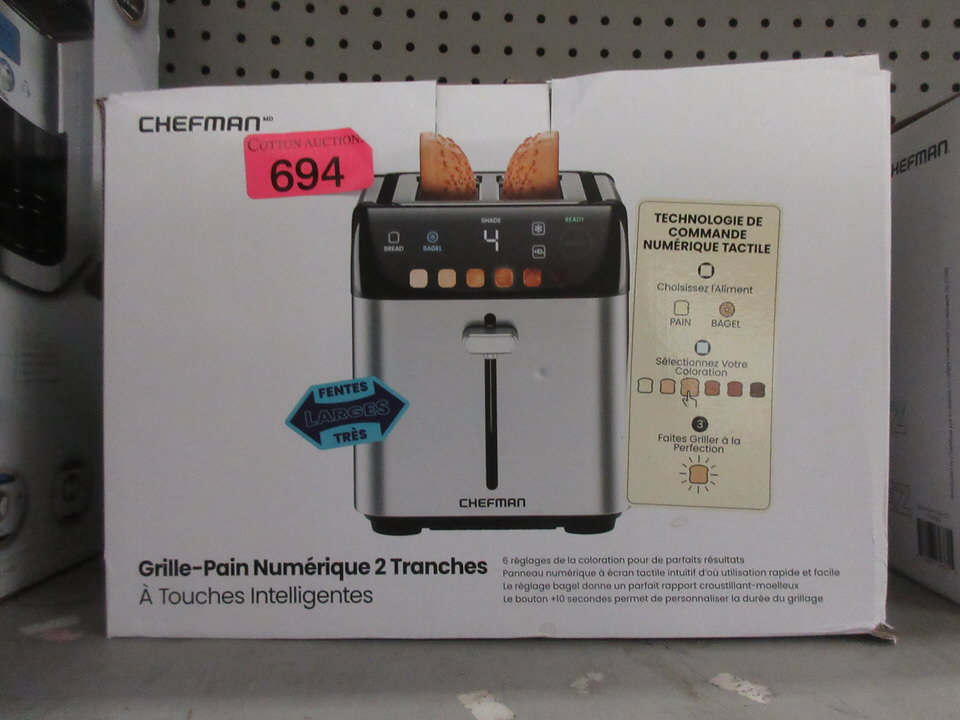 CHEFMAN MD
COTTON AUCTION
694
SHADE
READY
4
BREAD
BAGEL
+10s
FENTES
LARGES
TRÈS
CHEFMAN
TECHNOLOGIE DE
COMMANDE
NUMÉRIQUE TACTILE
Choisissez l'Aliment
PAIN BAGEL
Sélectionnez Votre
Coloration
3
Faites Griller à la
Perfection
Grille-Pain Numérique 2 Tranches
À Touches Intelligentes
6 réglages de la coloration pour de parfaits résultats
Panneau numérique à écran tactile intuitif d'où utilisation rapide et facile
Le réglage bagel donne un parfait rapport croustillant-moelleux
Le bouton +10 secondes permet de personnaliser la durée du grillage
HEFMAN